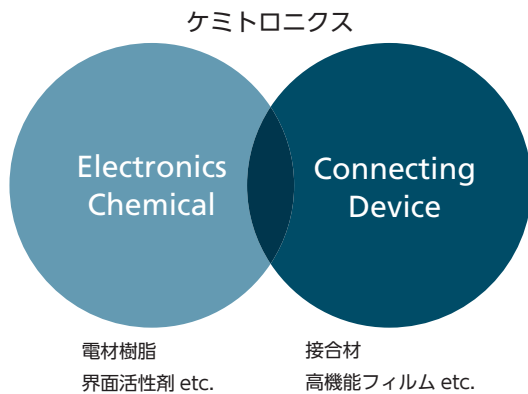 ケミトロニクス
Electronics
Chemical
Connecting
Device
電材樹脂
界面活性剤 etc.
接合材
高機能フィルム etc.